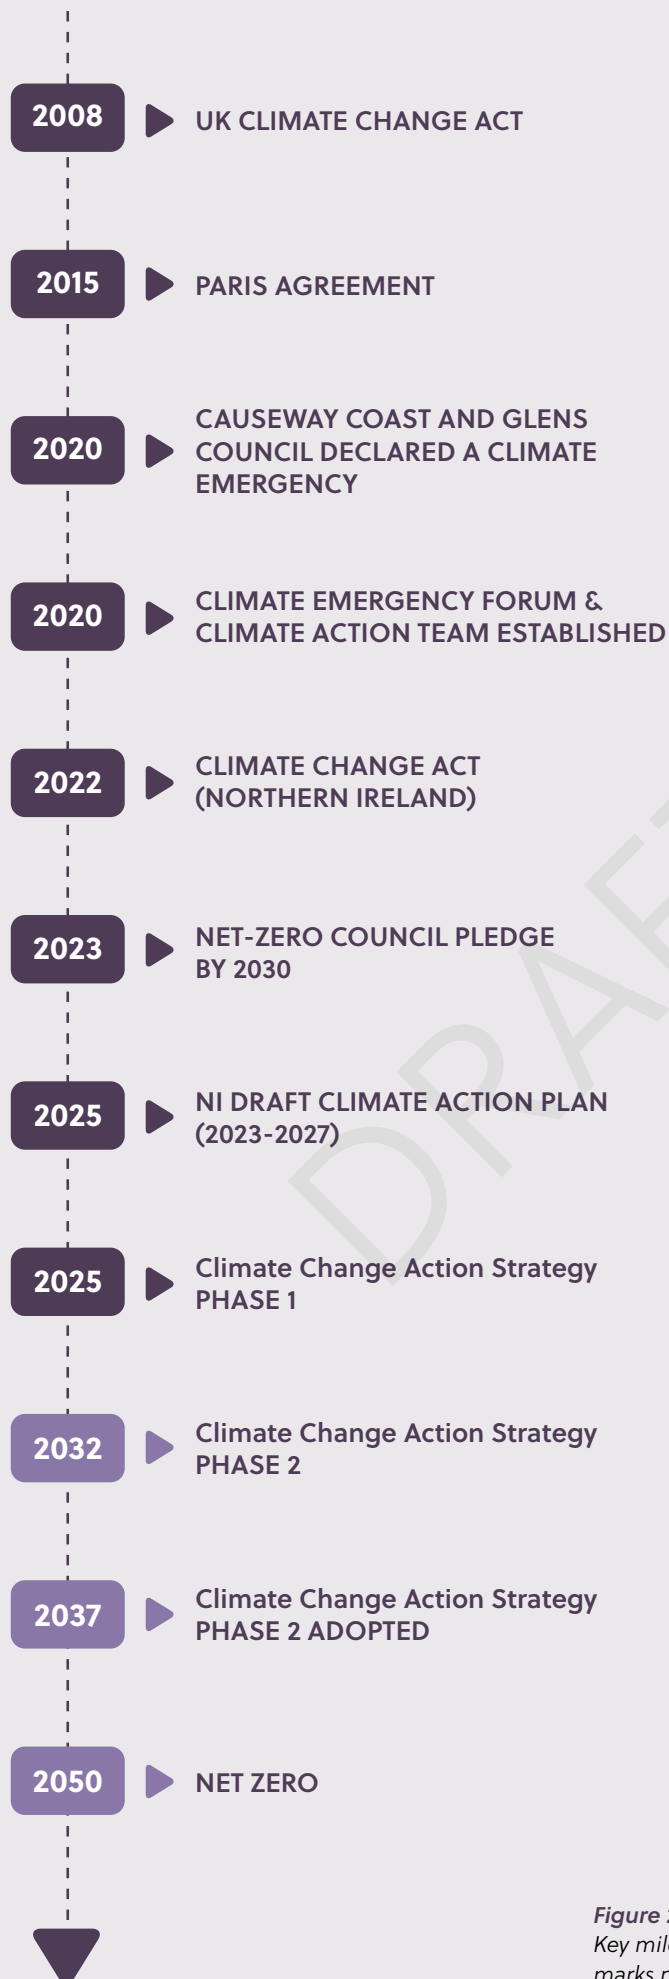 2008
UK CLIMATE CHANGE ACT
2015
PARIS AGREEMENT
2020
CAUSEWAY COAST AND GLENS
COUNCIL DECLARED A CLIMATE
EMERGENCY
2020
CLIMATE EMERGENCY FORUM &
CLIMATE ACTION TEAM ESTABLISHED
2022
CLIMATE CHANGE ACT
(NORTHERN IRELAND)
2023
NET-ZERO COUNCIL PLEDGE
BY 2030
2025
NI DRAFT CLIMATE ACTION PLAN
(2023-2027)
2025
Climate Change Action Strategy
PHASE 1
2032
Climate Change Action Strategy
PHASE 2
2037
Climate Change Action Strategy
PHASE 2 ADOPTED
2050
NET ZERO
Figure
Key
marks